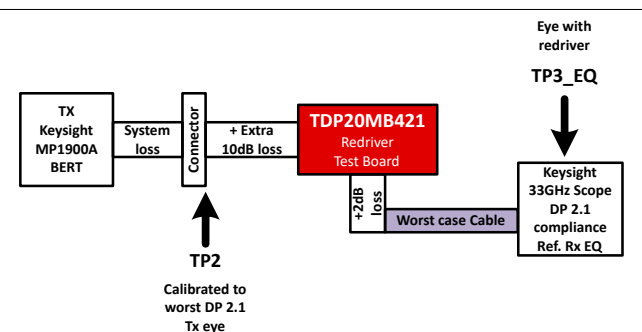 Eye with
redriver
TP3_EQ
TX
Keysight
MP1900A
BERT
System
loss
Connector
+ Extra
10dB loss
TDP20MB421
Redriver
Test Board
+2dB
loss
Worst case Cable
Keysight
33GHz Scope
DP 2.1
compliance
Ref. Rx EQ
TP2
Calibrated to
worst DP 2.1
Tx eye